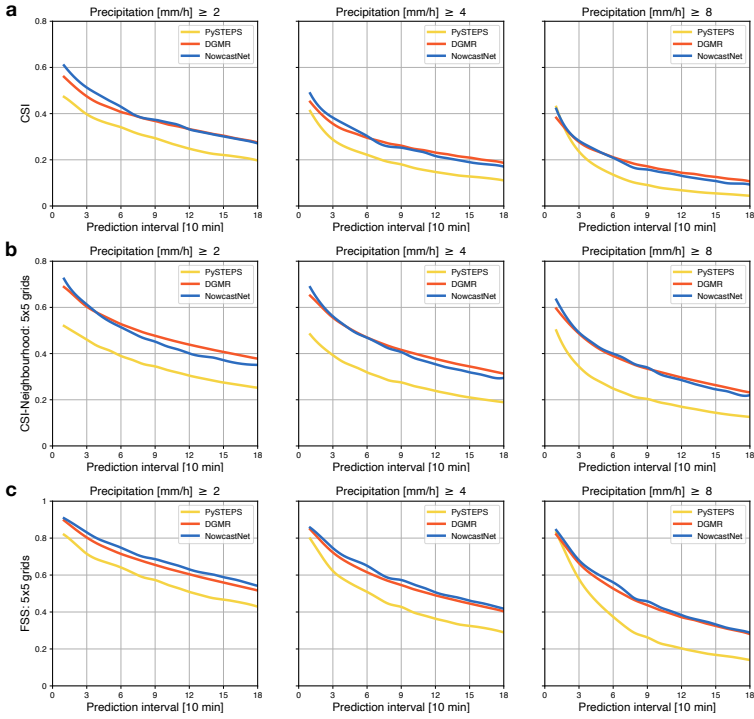 a
Precipitation [mm/h] ≥ 2
Precipitation [mm/h] ≥ 4
Precipitation [mm/h] ≥ 8
CSI
0.8
0.6
0.4
0.2
0
PySTEPS
DGMR
NowcastNet
PySTEPS
DGMR
NowcastNet
PySTEPS
DGMR
NowcastNet
0 3 6 9 12 15 18
0 3 6 9 12 15 18
0 3 6 9 12 15 18
Prediction interval [10 min]
Prediction interval [10 min]
Prediction interval [10 min]
b
Precipitation [mm/h] ≥ 2
Precipitation [mm/h] ≥ 4
Precipitation [mm/h] ≥ 8
CSI-Neighbourhood: 5x5 grids
0.8
0.6
0.4
0.2
0
PySTEPS
DGMR
NowcastNet
PySTEPS
DGMR
NowcastNet
PySTEPS
DGMR
NowcastNet
0 3 6 9 12 15 18
0 3 6 9 12 15 18
0 3 6 9 12 15 18
Prediction interval [10 min]
Prediction interval [10 min]
Prediction interval [10 min]
c
Precipitation [mm/h] ≥ 2
Precipitation [mm/h] ≥ 4
Precipitation [mm/h] ≥ 8
FSS: 5x5 grids
1
0.8
0.6
0.4
0.2
0
PySTEPS
DGMR
NowcastNet
PySTEPS
DGMR
NowcastNet
PySTEPS
DGMR
NowcastNet
0 3 6 9 12 15 18
0 3 6 9 12 15 18
0 3 6 9 12 15 18
Prediction interval [10 min]
Prediction interval [10 min]
Prediction interval [10 min]